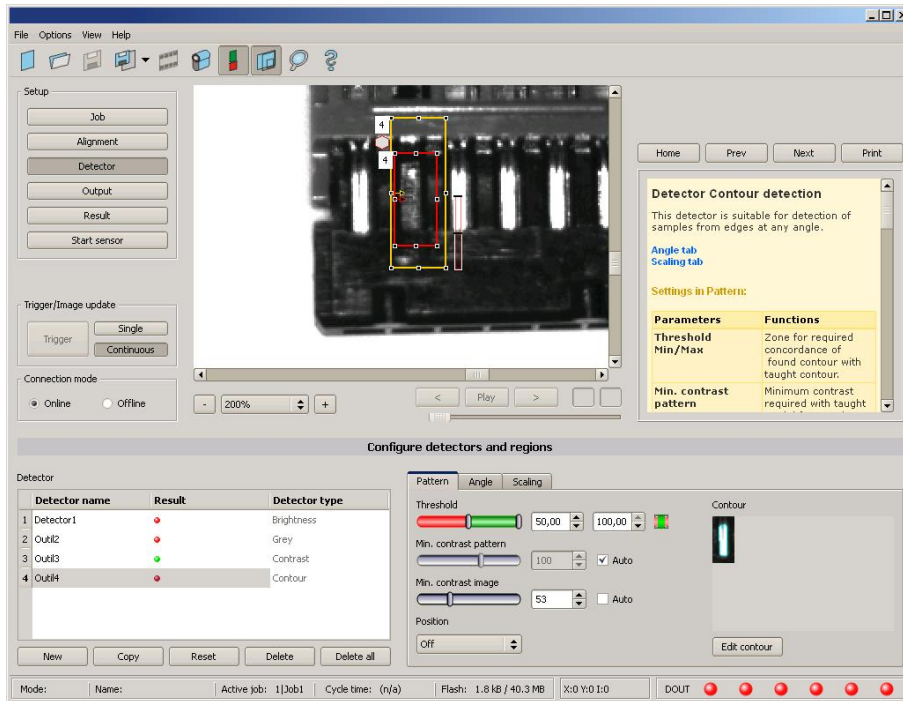 File Options View Help
Setup
Job
Alignment
Detector
Output
Result
Start sensor
Trigger/Image update
Trigger
Single
Continuous
Connection mode
Online
Offline
4
4
- 200% +
< Play >
Home Prev Next Print
Detector Contour detection
This detector is suitable for detection of
samples from edges at any angle.
Angle tab
Scaling tab
Settings in Pattern:
Parameters Functions
Threshold Min/Max
Zone for required
concordance of
found contour with
taught contour.
Min. contrast pattern
Minimum contrast
required with taught
Configure detectors and regions
Detector
Detector name Result Detector type
1 Detector1 Brightness
2 Outil2 Grey
3 Outil3 Contrast
4 Outil4 Contour
New Copy Reset Delete Delete all
Pattern Angle Scaling
Threshold
50,00 100,00
Min. contrast pattern
100 Auto
Min. contrast image
53 Auto
Position
Off
Contour
Edit contour
Mode: Name: Active job: 1|Job1 Cycle time: (n/a) Flash: 1.8 kB / 40.3 MB X:0 Y:0 I:0 DOUT